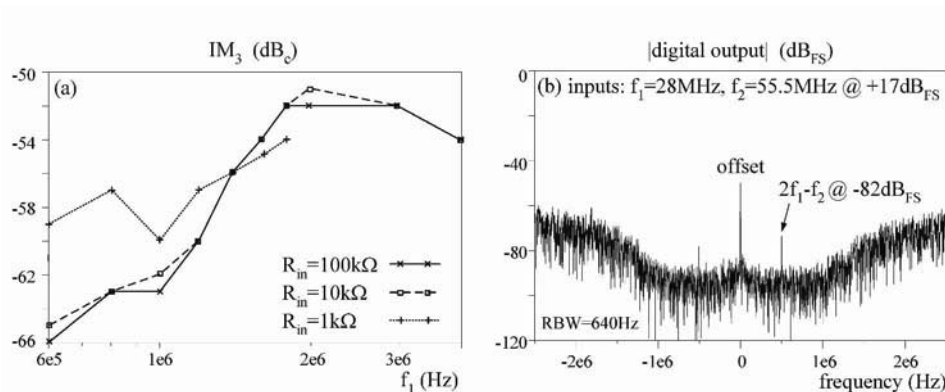 IM3 (dBc)
(a)
-50
-54
-58
-62
-66
6e5
1e6
2e6
3e6
f1 (Hz)
Rin=100kΩ
Rin=10kΩ
Rin=1kΩ
|digital output| (dBFS)
(b) inputs: f1=28MHz, f2=55.5MHz @ +17dBFS
0
-40
-80
-120
offset
2f1-f2 @ -82dBFS
RBW=640Hz
-2e6
-1e6
0
1e6
2e6
frequency (Hz)